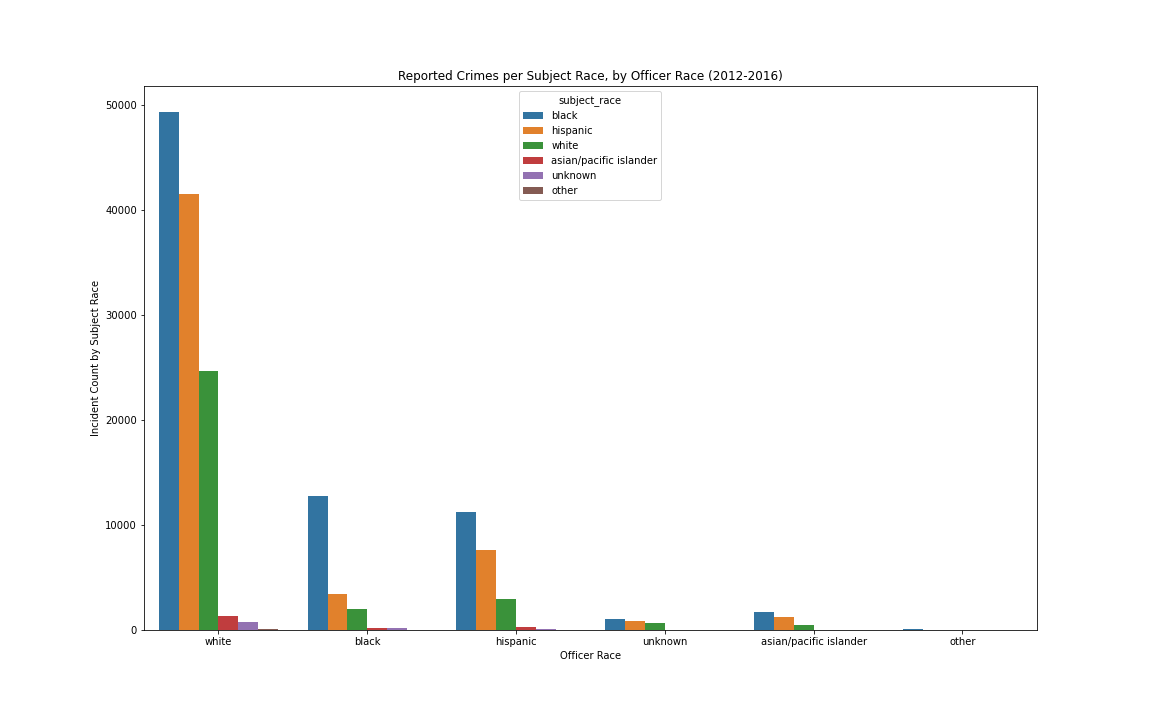 Reported Crimes per Subject Race, by Officer Race (2012-2016)
subject_race
black
hispanic
white
asian/pacific islander
unknown
other
Incident Count by Subject Race
50000
40000
30000
20000
10000
0
white black hispanic unknown asian/pacific islander other
Officer Race